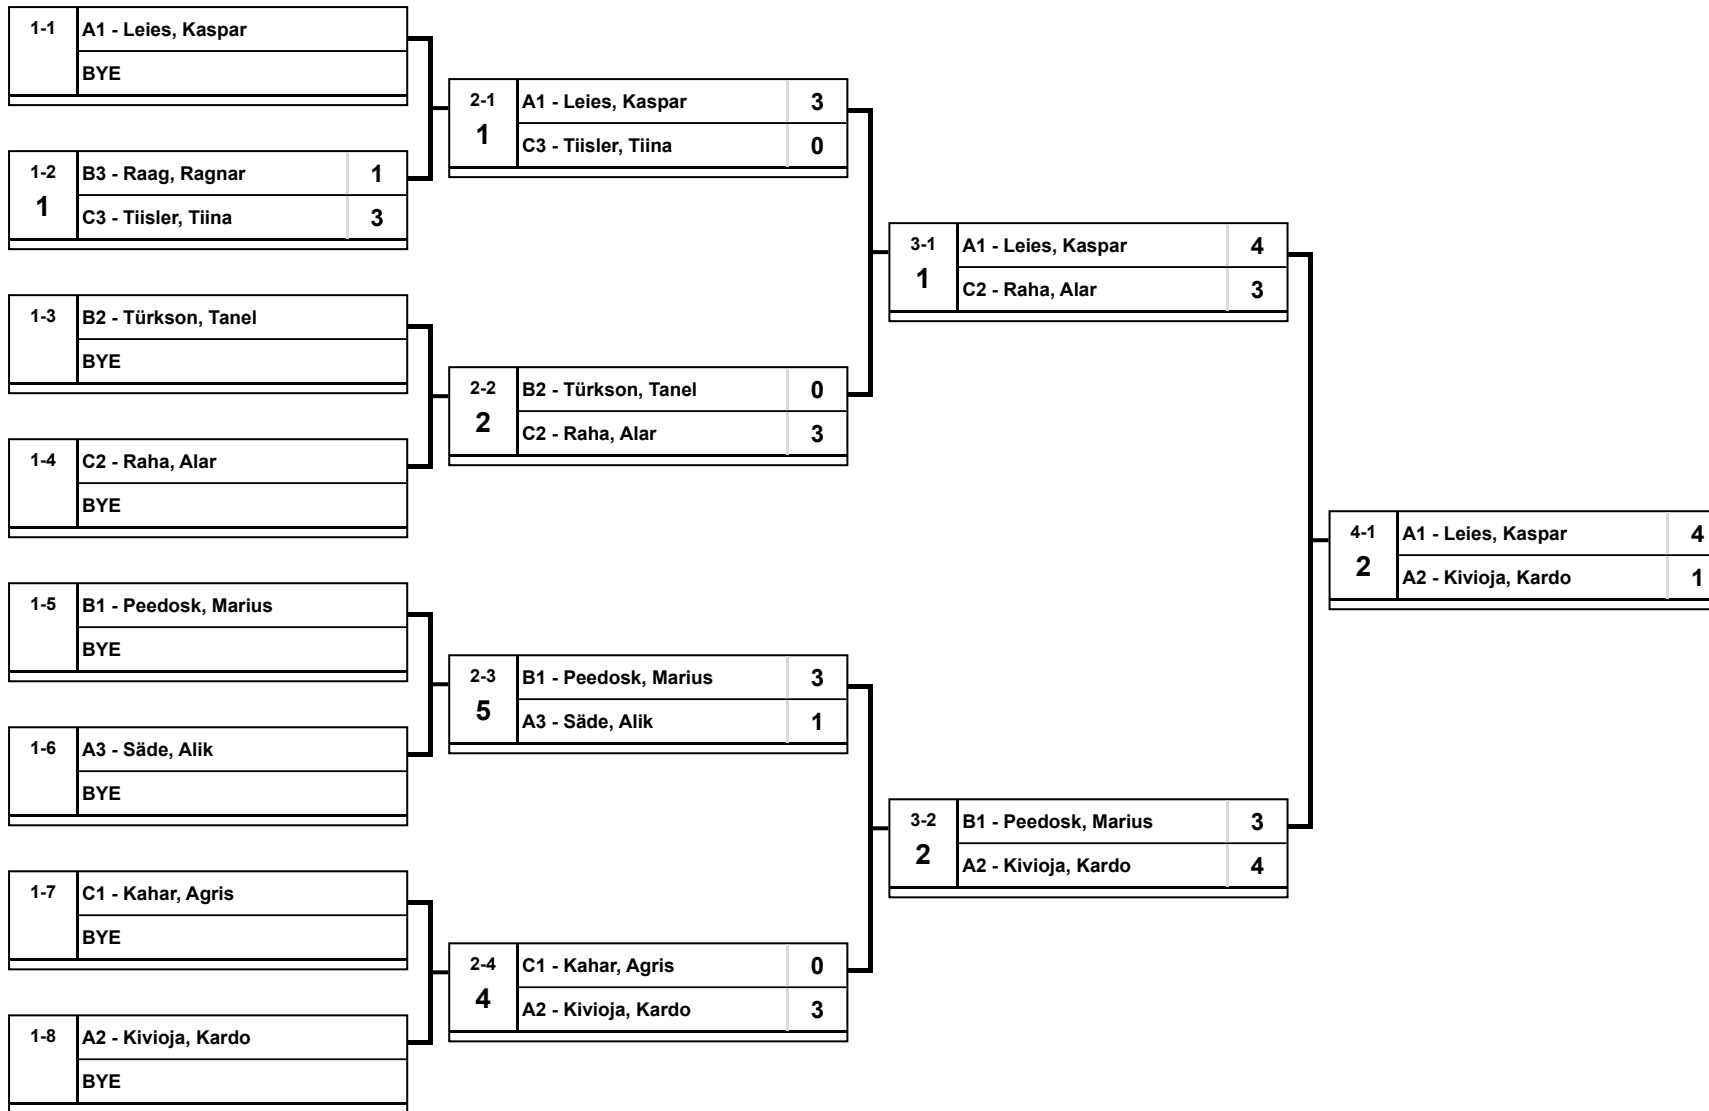 1-1 A1 - Leies, Kaspar
BYE
1-2 B3 - Raag, Ragnar 1
1 C3 - Tiisler, Tiina 3
1-3 B2 - Türkson, Tanel
BYE
1-4 C2 - Raha, Alar
BYE
1-5 B1 - Peedosk, Marius
BYE
1-6 A3 - Säde, Alik
BYE
1-7 C1 - Kahar, Agris
BYE
1-8 A2 - Kivioja, Kardo
BYE
2-1 A1 - Leies, Kaspar 3
1 C3 - Tiisler, Tiina 0
2-2 B2 - Türkson, Tanel 0
2 C2 - Raha, Alar 3
2-3 B1 - Peedosk, Marius 3
5 A3 - Säde, Alik 1
2-4 C1 - Kahar, Agris 0
4 A2 - Kivioja, Kardo 3
3-1 A1 - Leies, Kaspar 4
1 C2 - Raha, Alar 3
3-2 B1 - Peedosk, Marius 3
2 A2 - Kivioja, Kardo 4
4-1 A1 - Leies, Kaspar 4
2 A2 - Kivioja, Kardo 1